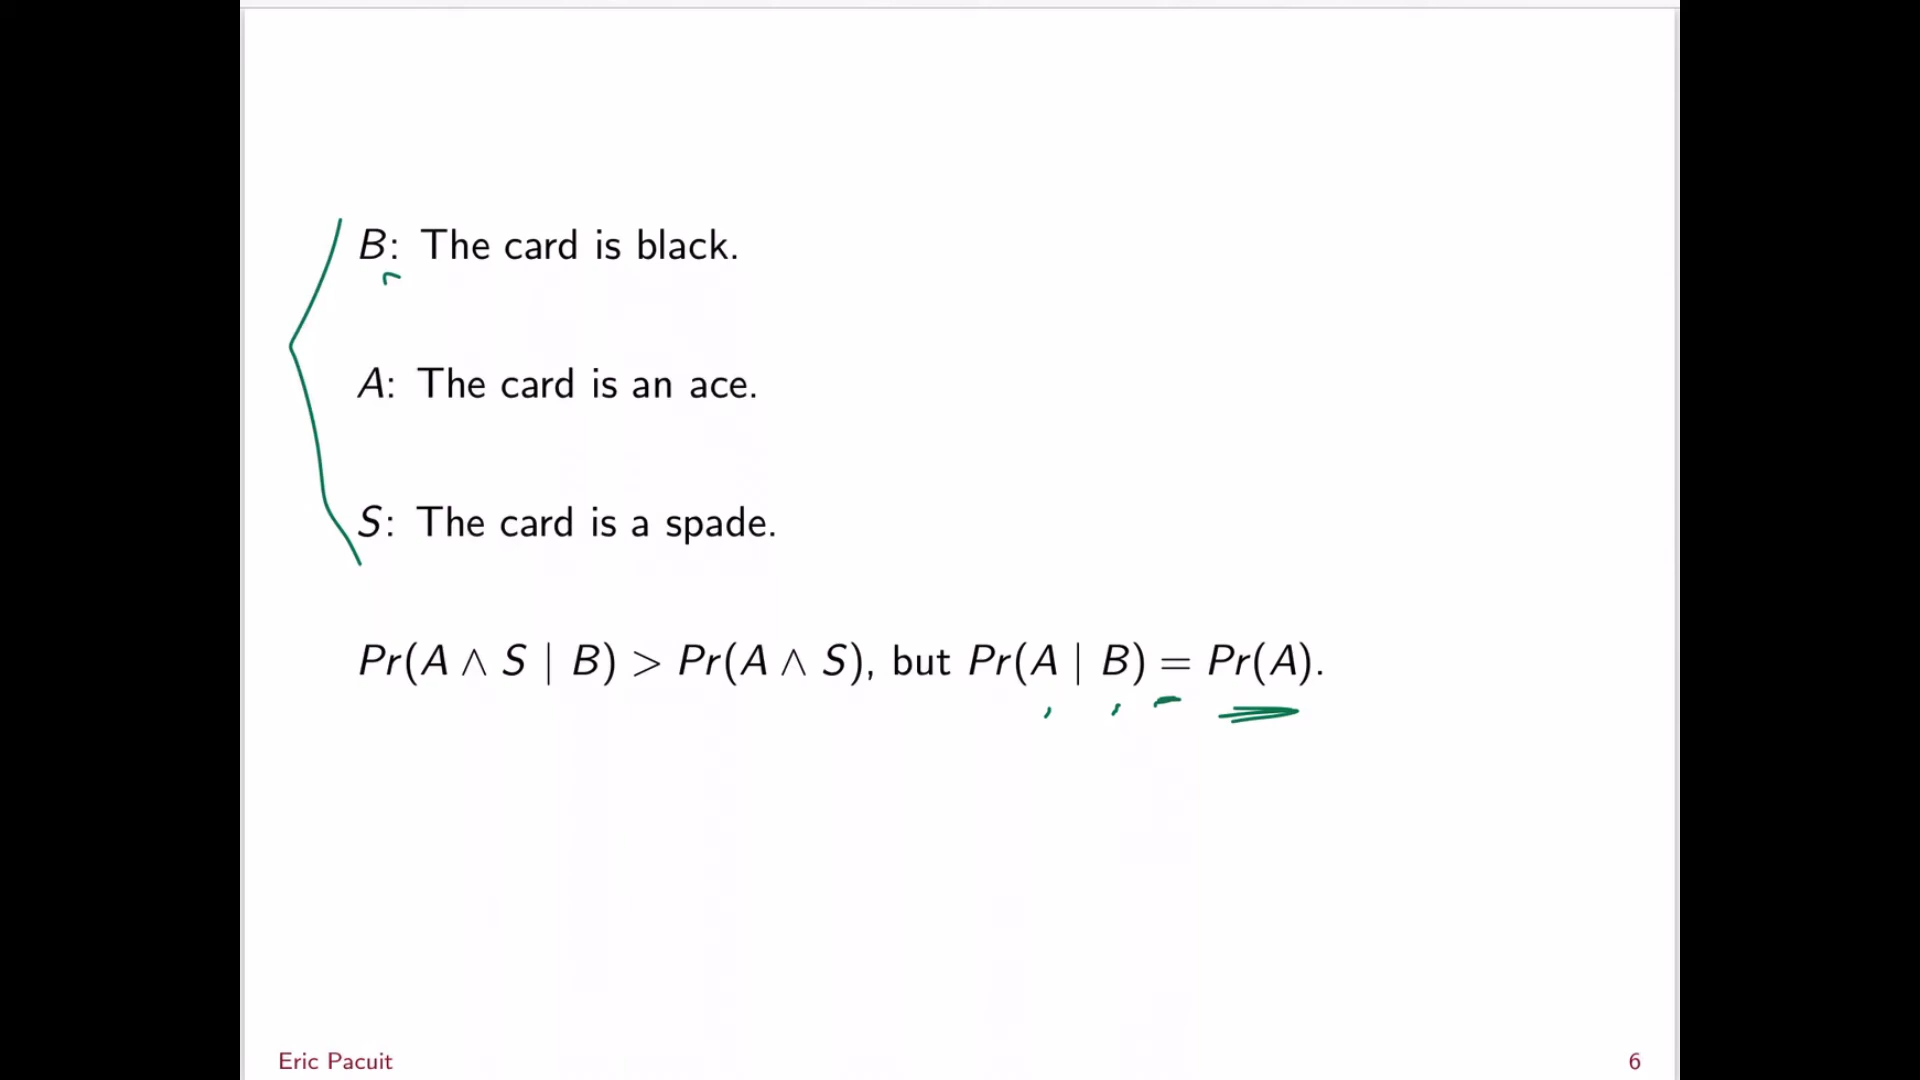 B: The card is black.
A: The card is an ace.
S: The card is a spade.
Pr(A ∧ S | B) > Pr(A ∧ S), but Pr(A | B) = Pr(A).
Eric Pacuit
6